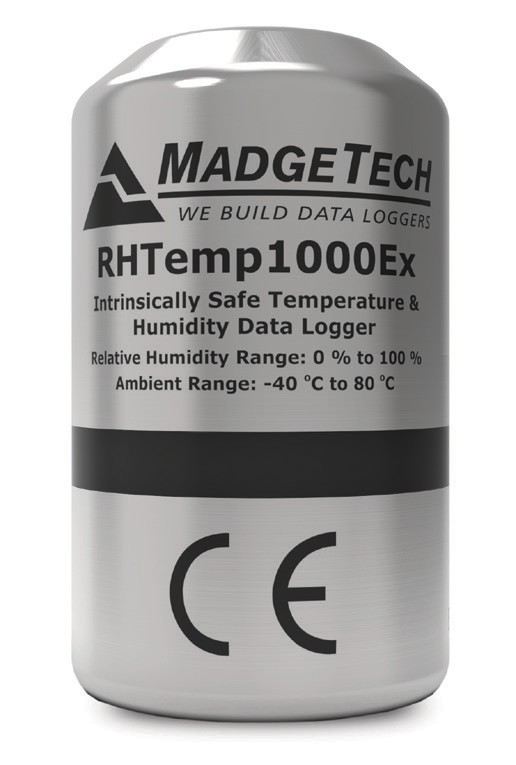 MADGETECH
WE BUILD DATA LOGGERS
RHTemp1000Ex
Intrinsically Safe Temperature &
Humidity Data Logger
Relative Humidity Range: 0 % to 100 %
Ambient Range: -40 °C to 80 °C
CE